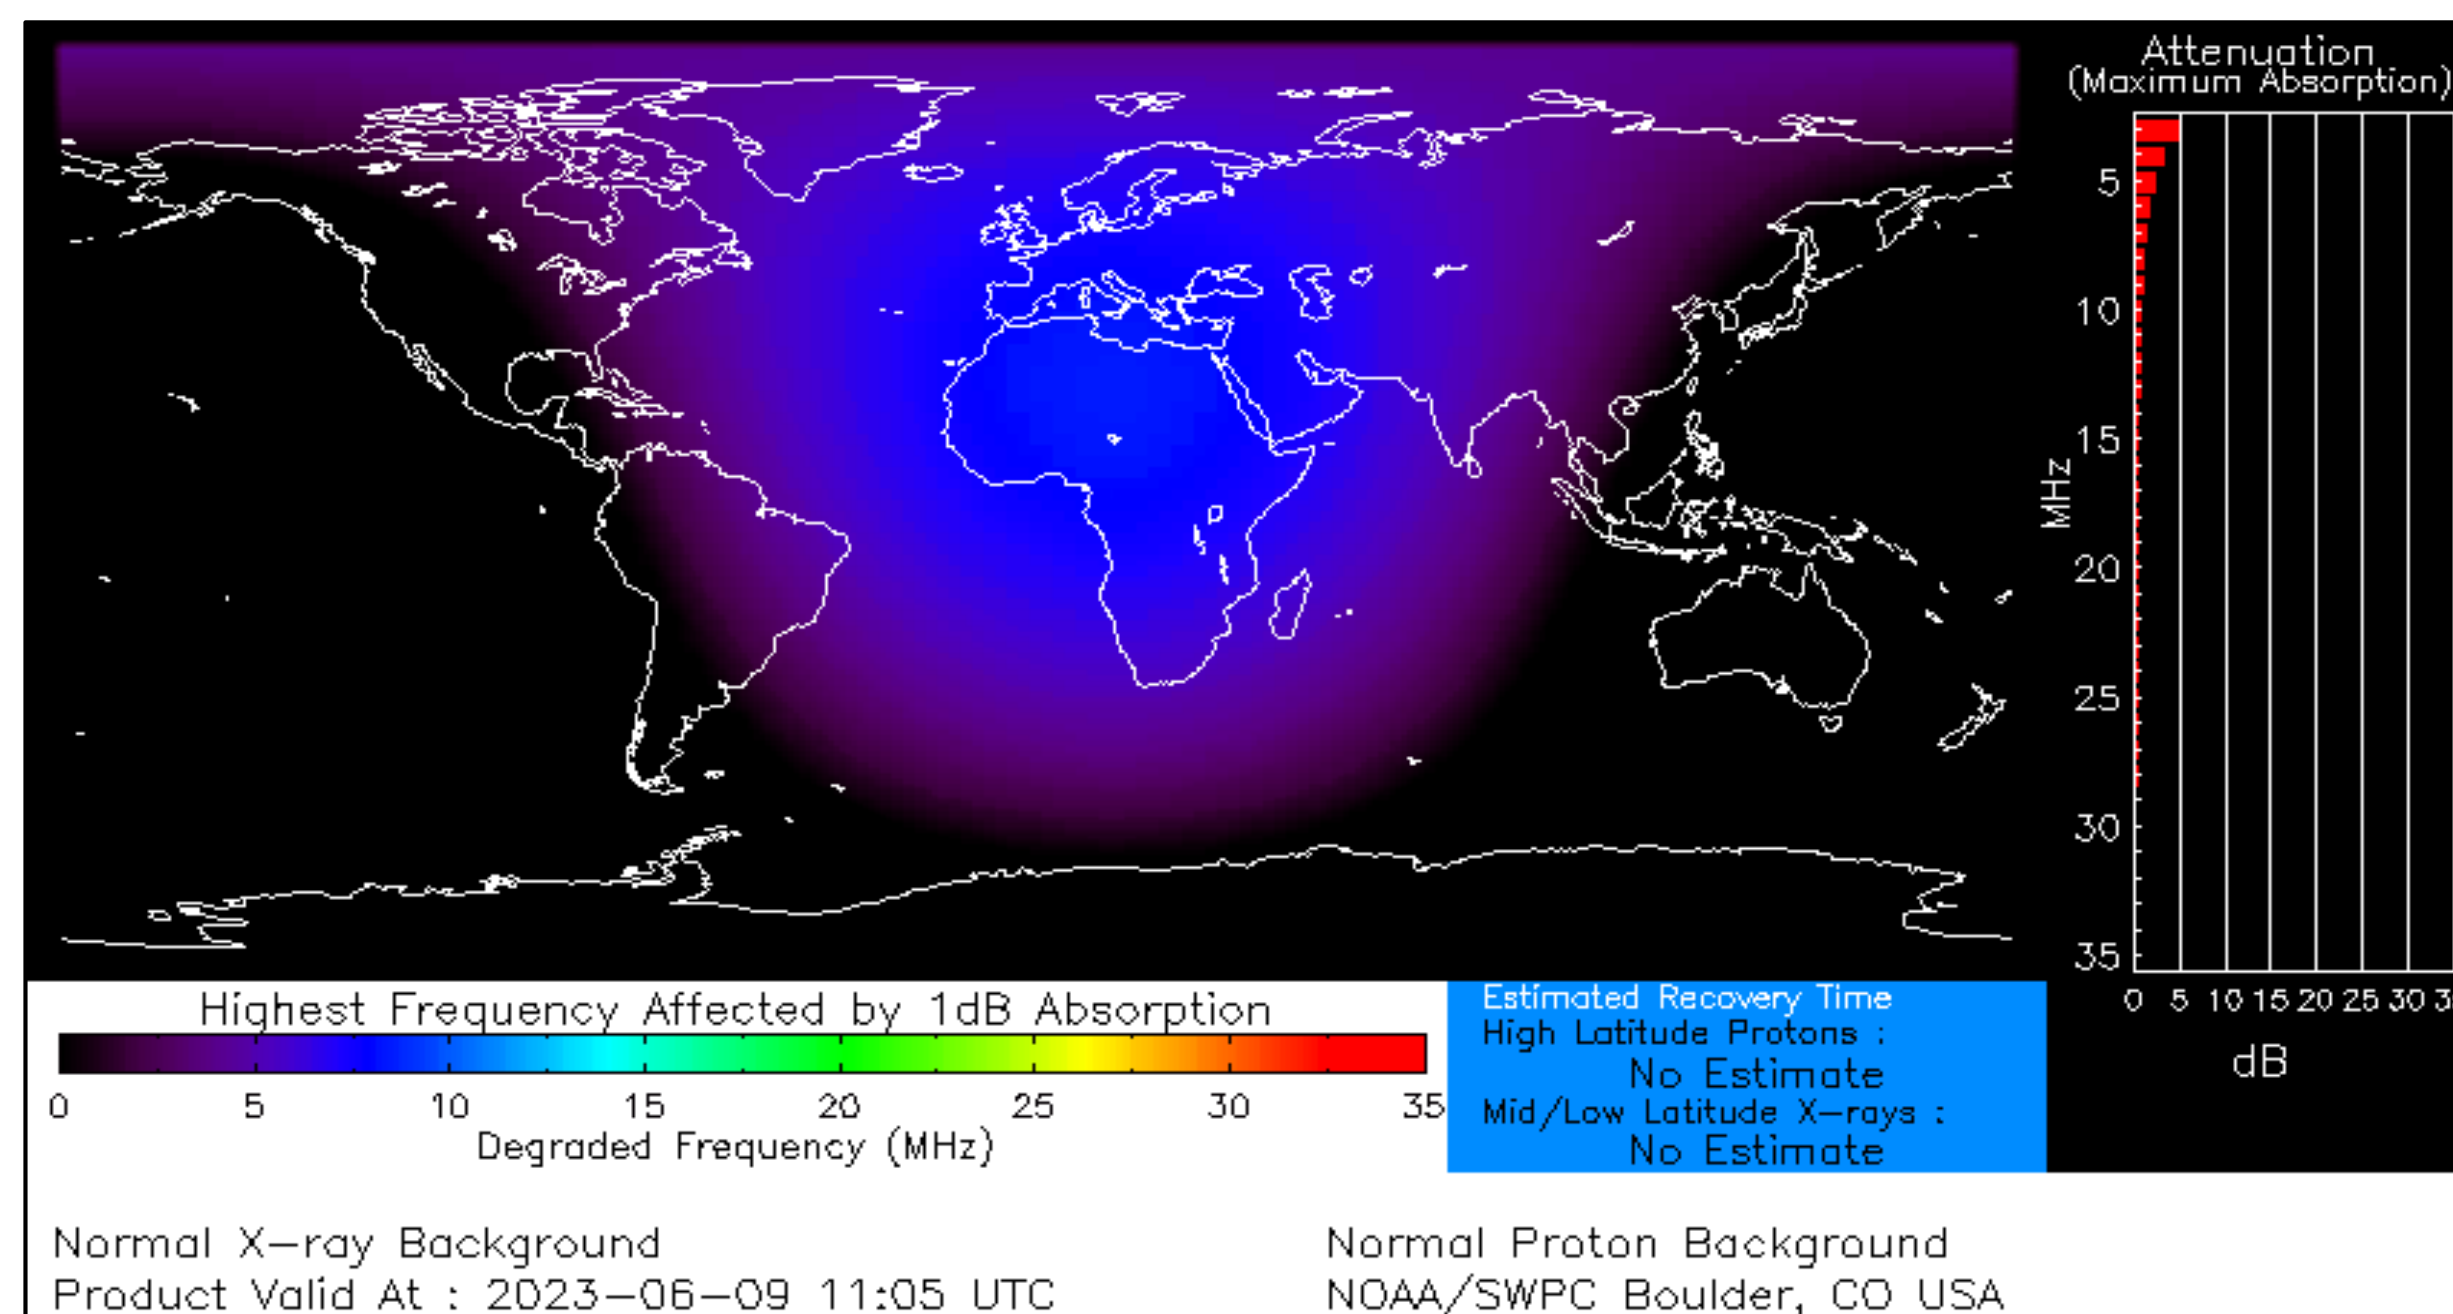 Attenuation
(Maximum Absorption)
5
10
15
20
25
30
35
MHz
0 5 10 15 20 25 30 3
dB
Highest Frequency Affected by 1dB Absorption
0 5 10 15 20 25 30 35
Degraded Frequency (MHz)
Estimated Recovery Time
High Latitude Protons :
No Estimate
Mid/Low Latitude X-rays :
No Estimate
Normal X-ray Background
Normal Proton Background
Product Valid At : 2023-06-09 11:05 UTC
NOAA/SWPC Boulder, CO USA